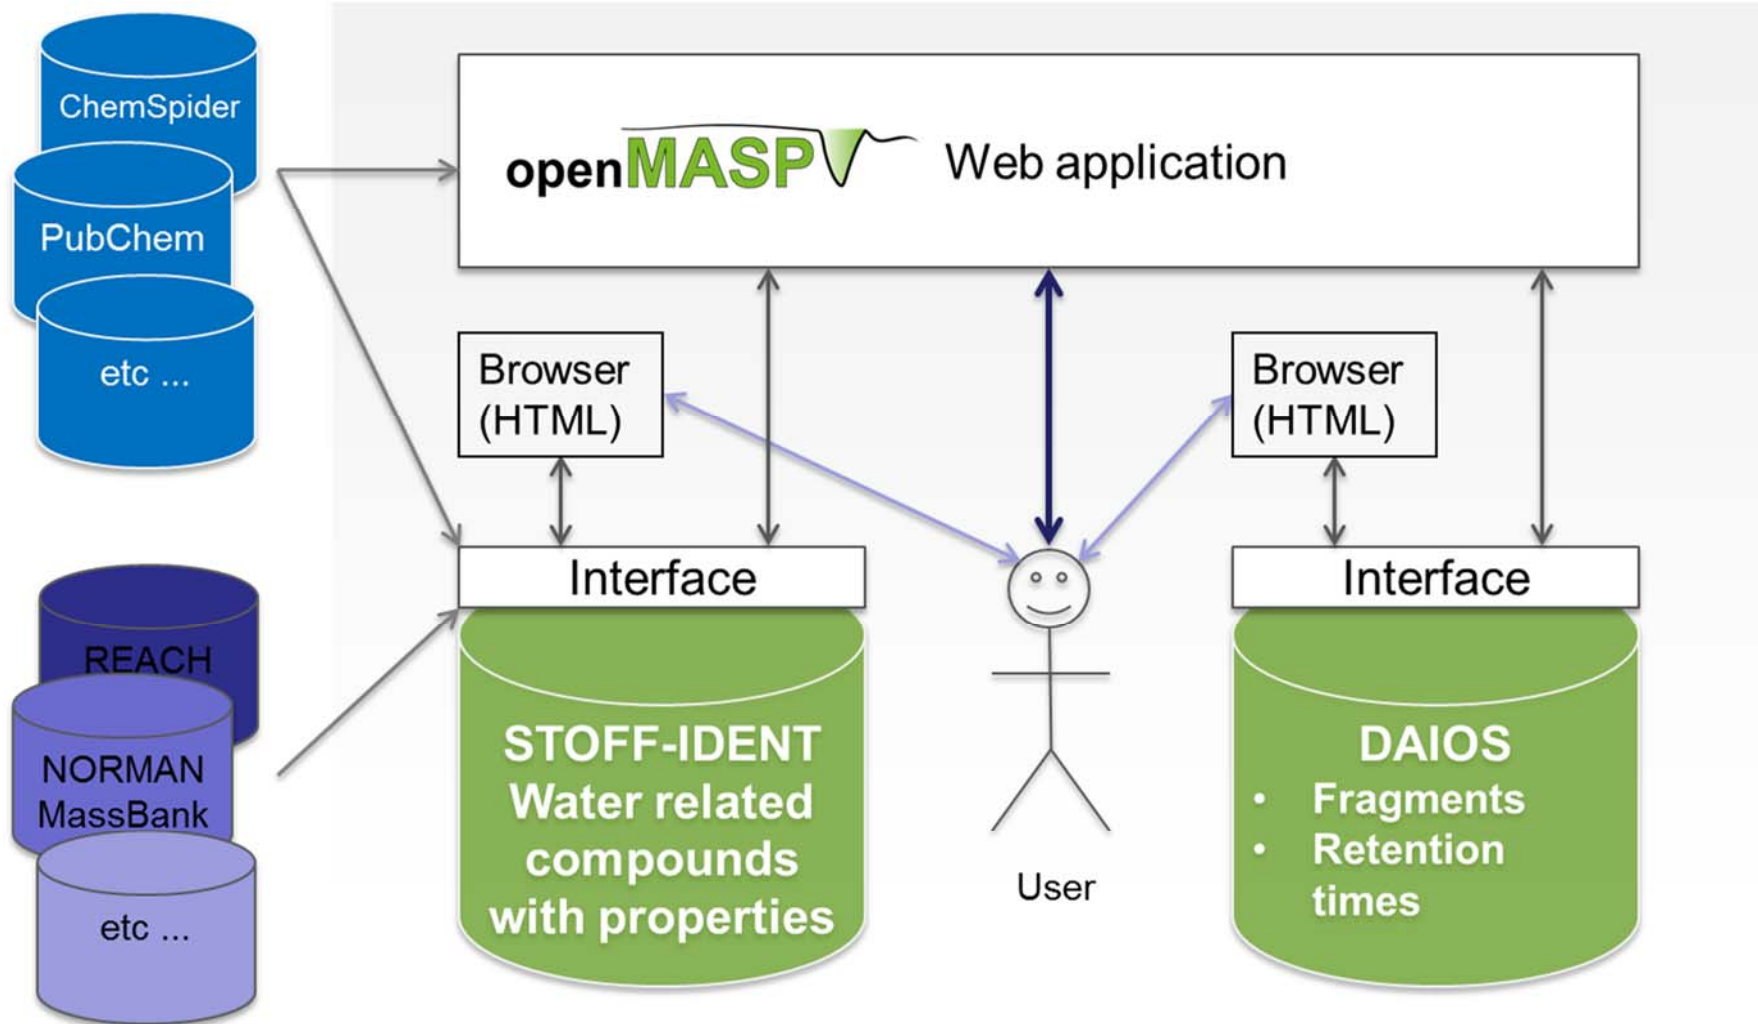 ChemSpider
PubChem
etc ...
openMASP
Web application
Browser
(HTML)
Browser
(HTML)
Interface
Interface
REACH
NORMAN
MassBank
etc ...
STOFF-IDENT
Water related
compounds
with properties
User
DAIOS
• Fragments
• Retention
times